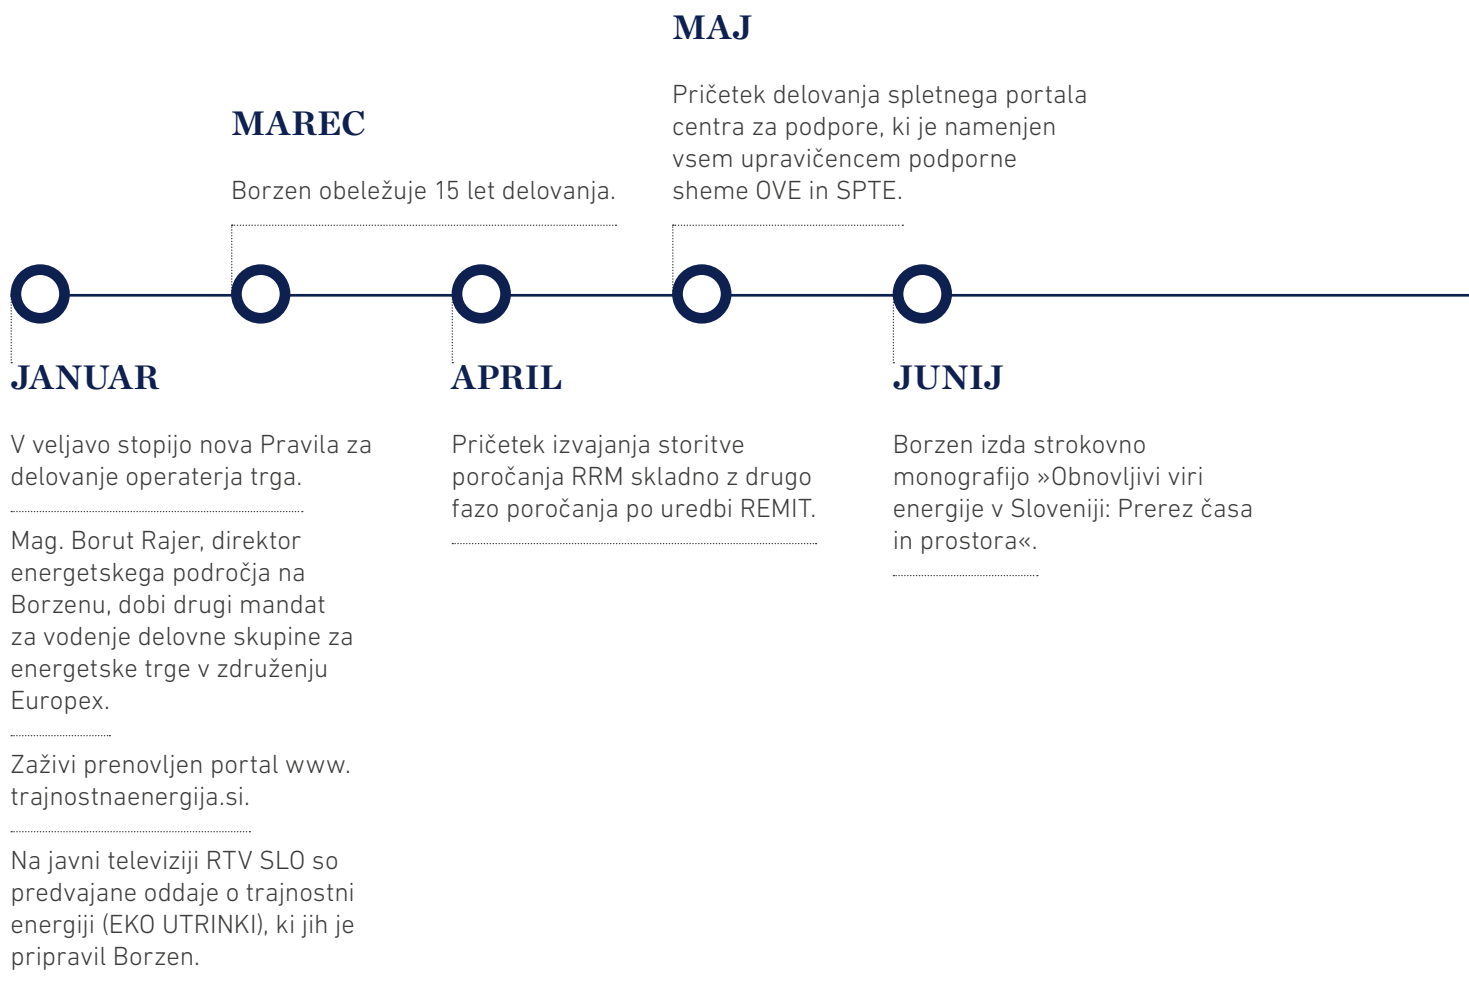 JANUAR
V veljavo stopijo nova Pravila za
delovanje operaterja trga.
Mag. Borut Rajer, direktor
energetskega področja na
Borzenu, dobi drugi mandat
za vodenje delovne skupine za
energetske trge v združenju
Europex.
Zaživi prenovljen portal www.
trajnostnaenergija.si.
Na javni televiziji RTV SLO so
predvajane oddaje o trajnostni
energiji (EKO UTRINKI), ki jih je
pripravil Borzen.
MAREC
Borzen obeležuje 15 let delovanja.
APRIL
Pričetek izvajanja storitve
poročanja RRM skladno z drugo
fazo poročanja po uredbi REMIT.
MAJ
Pričetek delovanja spletnega portala
centra za podpore, ki je namenjen
vsem upravičencem podporne
sheme OVE in SPTE.
JUNIJ
Borzen izda strokovno
monografijo »Obnovljivi viri
energije v Sloveniji: Prerez časa
in prostora«.